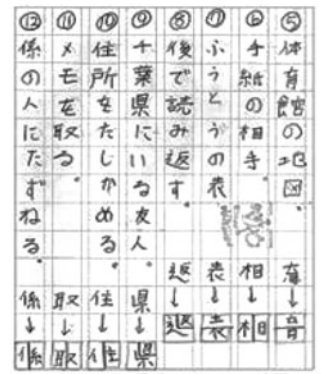 ⑤体育館の地図 育→育
⑥手紙の相手。 相→相
⑦ふうとうの表 表→表
⑧後で読み返す。 返→返
⑨千葉県にいる友人。 県→県
⑩住所をたしかめる。 住→住
⑪メモを取る。 取→取
⑫係の人にたずねる。 係→係